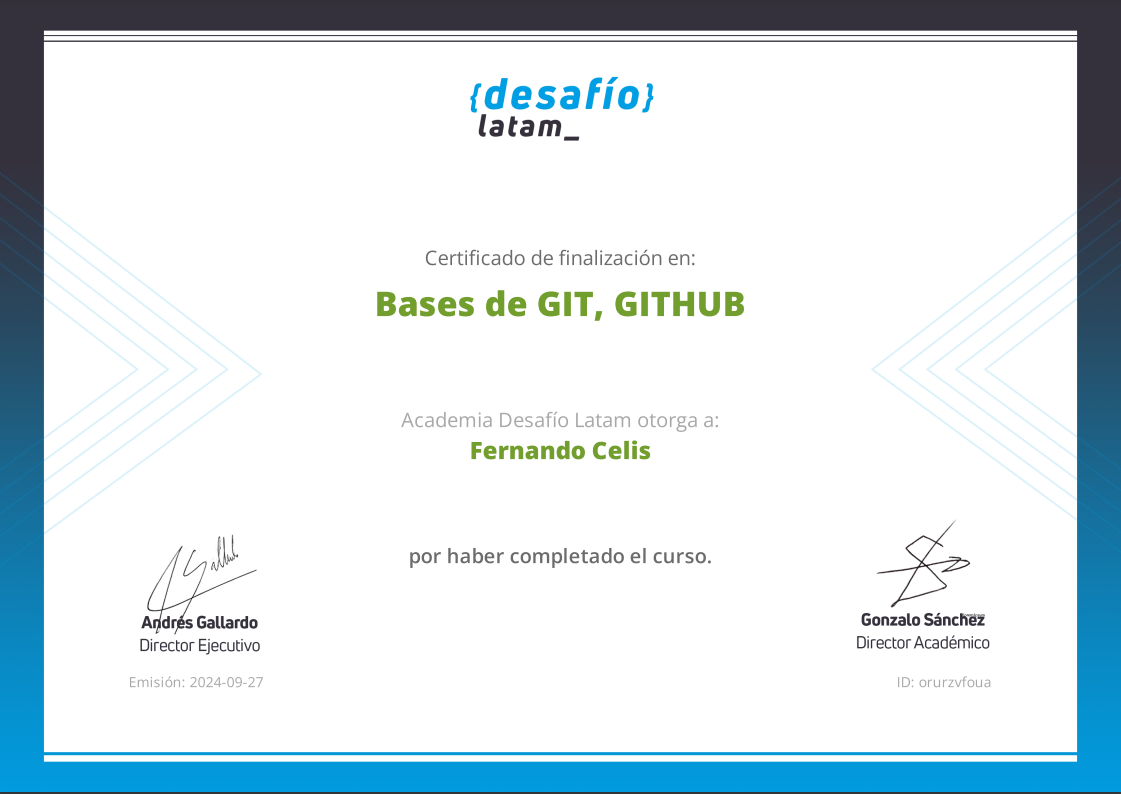 {desafío}
latam_
Certificado de finalización en:
Bases de GIT, GITHUB
Academia Desafío Latam otorga a:
Fernando Celis
por haber completado el curso.
Andrés Gallardo
Director Ejecutivo
Gonzalo Sánchez
Director Académico
Emisión: 2024-09-27
ID: orurzvfoua